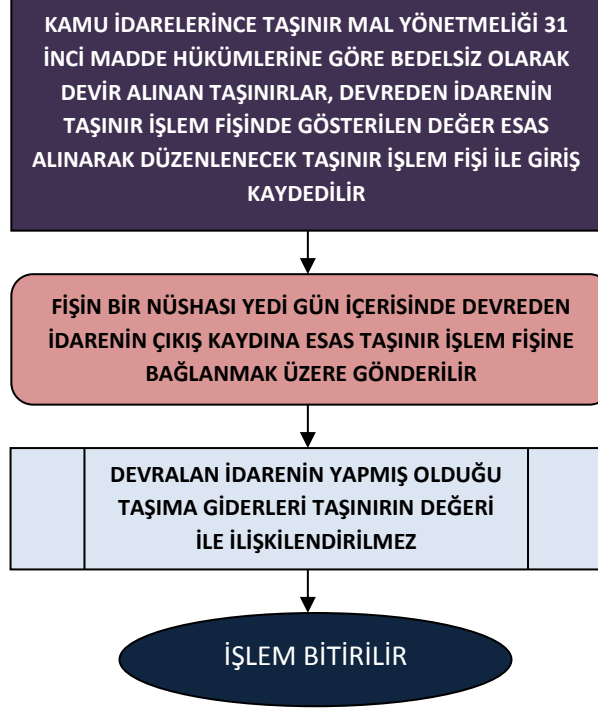 KAMU İDARELERİNCE TAŞINIR MAL YÖNETMELİĞİ 31
İNCİ MADDE HÜKÜMLERİNE GÖRE BEDELSİZ OLARAK
DEVİR ALINAN TAŞINIRLAR, DEVREDEN İDARENİN
TAŞINIR İŞLEM FİŞİNDE GÖSTERİLEN DEĞER ESAS
ALINARAK DÜZENLENECEK TAŞINIR İŞLEM FİŞİ İLE GİRİŞ
KAYDEDİLİR
FİŞİN BİR NÜSHASI YEDİ GÜN İÇERİSİNDE DEVREDEN
İDARENİN ÇIKIŞ KAYDINA ESAS TAŞINIR İŞLEM FİŞİNE
BAĞLANMAK ÜZERE GÖNDERİLİR
DEVRALAN İDARENİN YAPMIŞ OLDUĞU
TAŞIMA GİDERLERİ TAŞINIRIN DEĞERİ
İLE İLİŞKİLENDİRİLMEZ
İŞLEM BİTİRİLİR